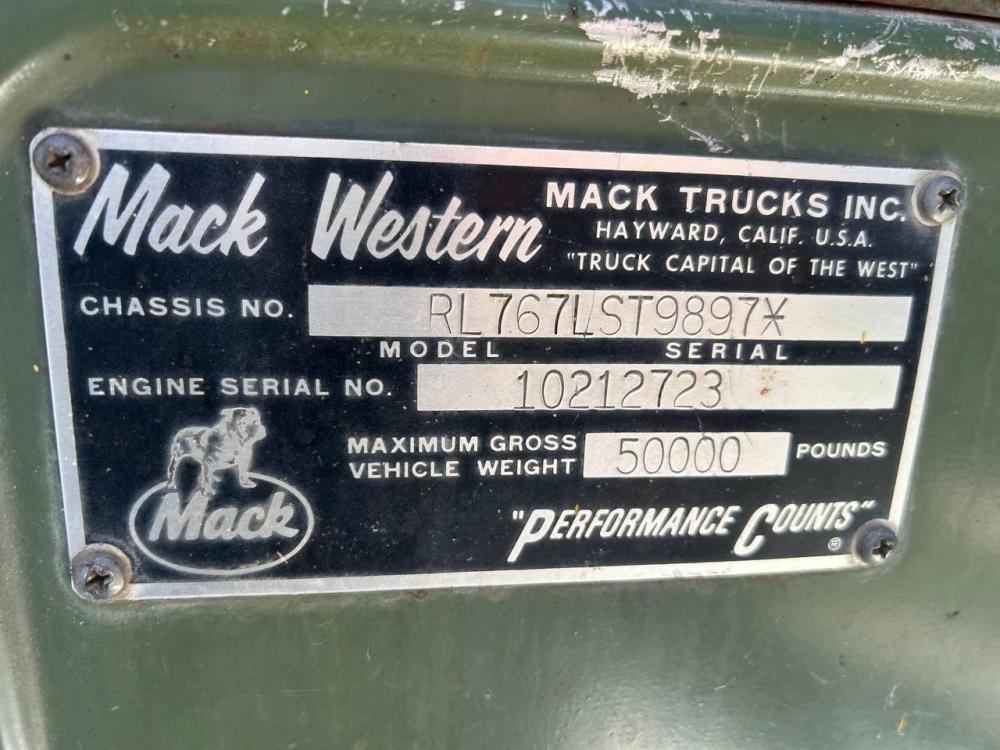 Mack Western
MACK TRUCKS INC.
HAYWARD, CALIF. U.S.A.
"TRUCK CAPITAL OF THE WEST"
CHASSIS NO. RL767LST9897X
MODEL SERIAL
ENGINE SERIAL NO. 10212723
MAXIMUM GROSS
VEHICLE WEIGHT 50000 POUNDS
Mack
"PERFORMANCE COUNTS"
®